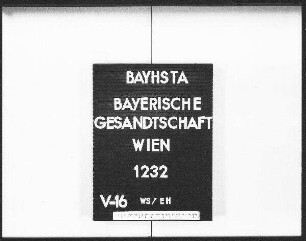 BAYHSTA
BAYERISCHE
GESANDTSCHAFT
WIEN
1232
V-16 WS/EH